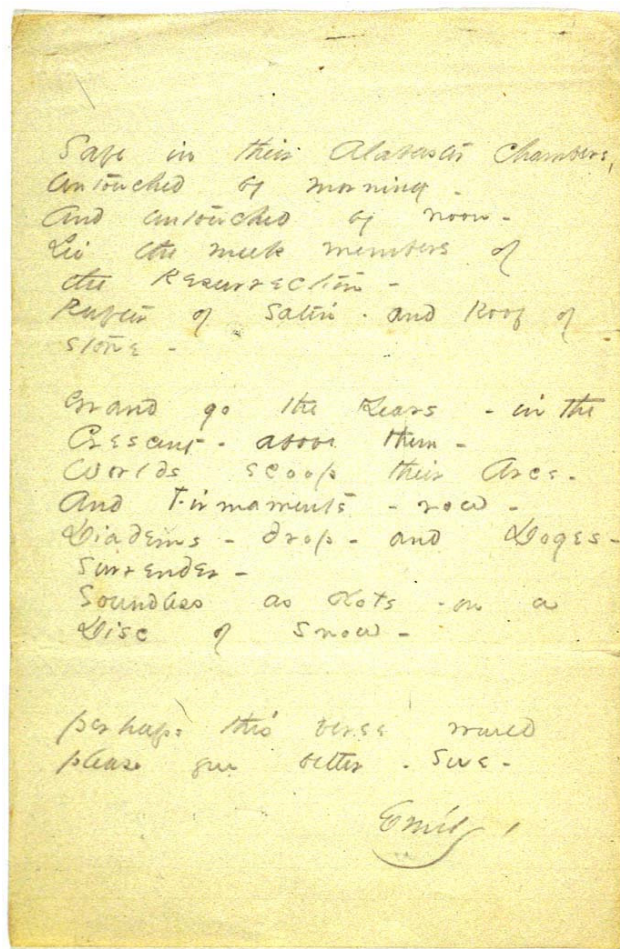 Safe in their Alabaster Chambers,
untouched of morning -
And untouched of noon -
Lie the meek members of
the Resurrection -
Rafter of Satin - and Roof of
stone -
Grand go the Years - in the
Crescent - above them -
Worlds scoop their Arcs -
And Firmaments - row -
Diadems - drop - and Doges -
Surrender -
Soundless as dots - on a
Disc of Snow -
perhaps this verse would
please you better - Sue -
Emily